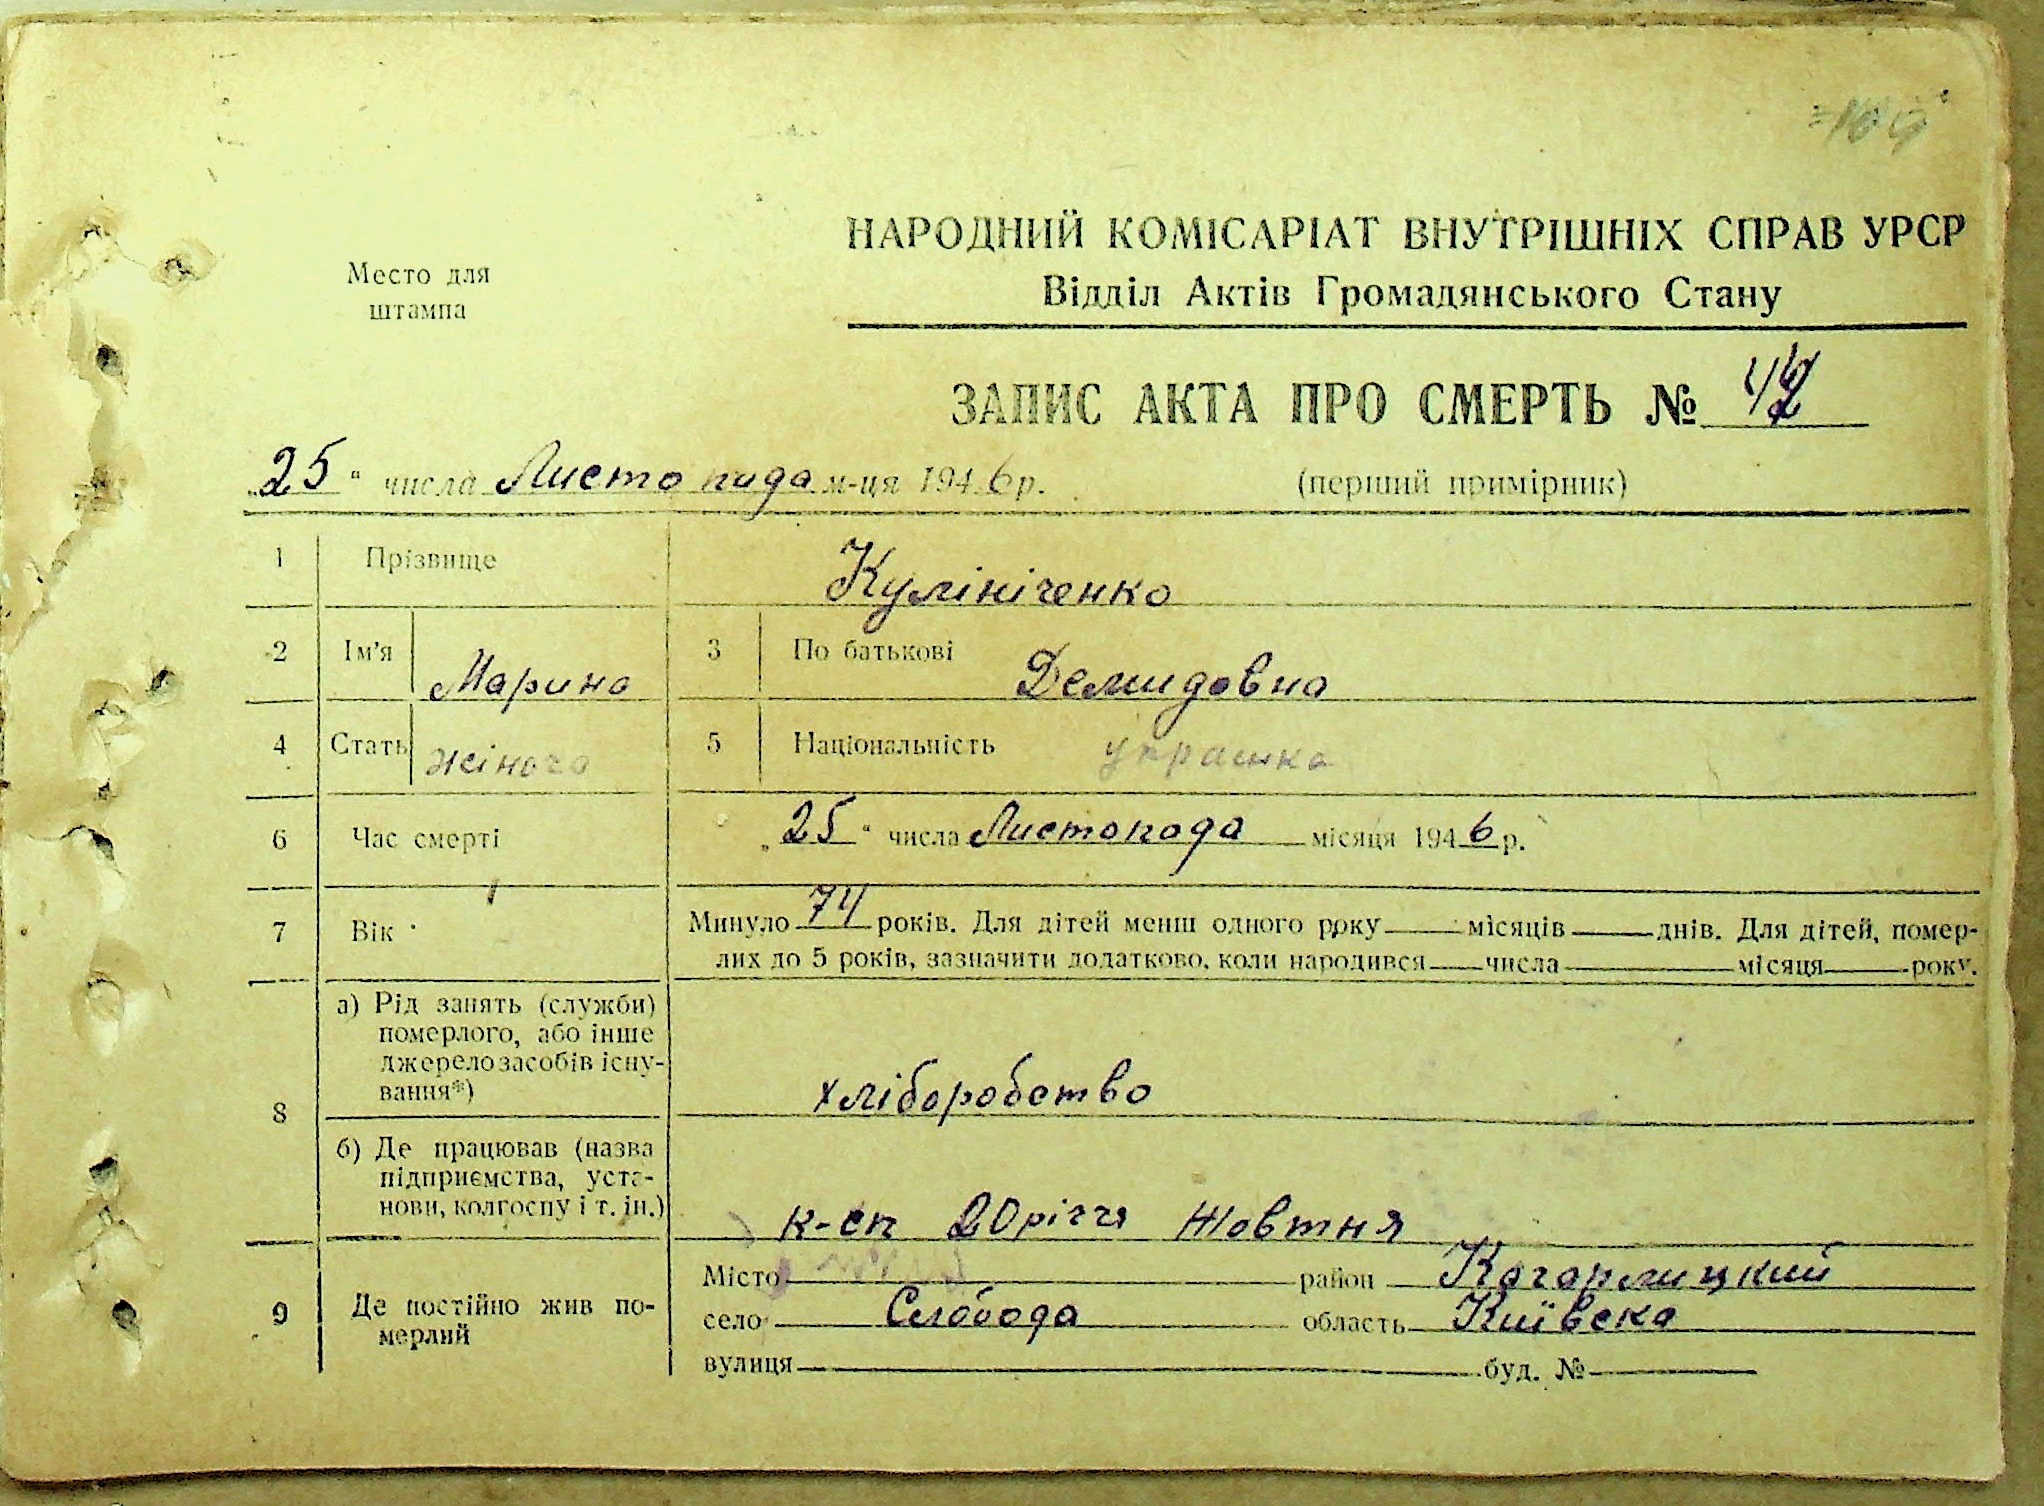 НАРОДНИЙ КОМІСАРІАТ ВНУТРІШНІХ СПРАВ УРСР
Відділ Актів Громадянського Стану
Место для
штампа
ЗАПИС АКТА ПРО СМЕРТЬ №
„25“ числа Листопада м-ця 1946 р. (перший примірник)
1 Прізвище Кулініченко
2 Ім'я Марина 3 По батькові Демидовна
4 Стать жіноча 5 Національність украінка
6 Час смерті „25“ числа Листопада місяця 1946 р.
7 Вік Минуло 74 років. Для дітей менш одного року місяців днів. Для дітей, помер-
лих до 5 років, зазначити додатково, коли народився числа місяця року.
8 а) Рід занять (служби)
померлого, або інше
джерело засобів існу-
вання*) хліборобство
б) Де працював (назва
підприємства, уста-
нови, колгоспу і т. ін.) к-сп 20 річчя Жовтня
9 Де постійно жив по-
мерлий
Місто район Кагарлицкий
село Слобода область Київска
вулиця буд. №